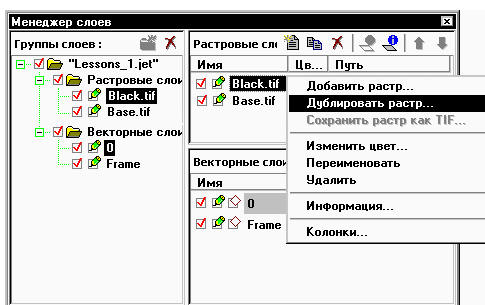 Менеджер слоев
Группы слоев :
"Lessons_1.jet"
Растровые слои
Black.tif
Base.tif
Векторные слои
0
Frame
Растровые сло
Имя Цв... Путь
Black.tif
Base.tif
Векторные слои
Имя
0
Frame
Добавить растр...
Дублировать растр...
Сохранить растр как TIF...
Изменить цвет...
Переименовать
Удалить
Информация...
Колонки...